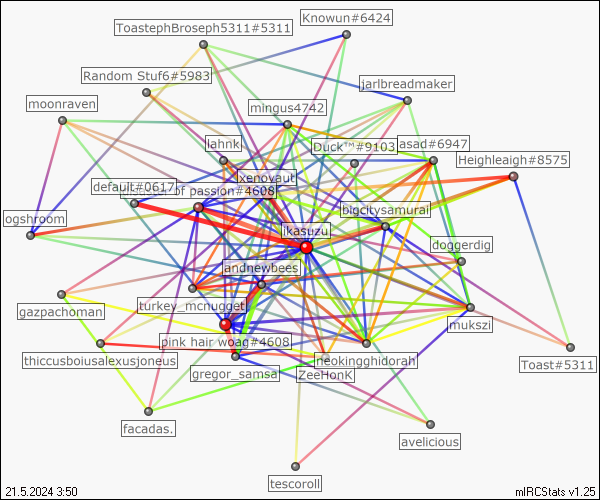 Knowun#6424
ToastephBroseph5311#5311
Random Stuf6#5983
jarlbreadmaker
moonraven
mingus4742
lahnk
Duck™#9103
asad#6947
Heighleaigh#8575
xenovaut
default#0617
of passion#4608
bigcitysamurai
ogshroom
ikasuzu
doggerdig
andnewbees
gazpachoman
turkey_mcnugget
mukszi
pink hair woag#4608
thiccusboiusalexusjoneus
neokingghidorah
Toast#5311
gregor_samsa
ZeeHonK
facadas.
avelicious
tescoroll
21.5.2024 3:50
mIRCStats v1.25